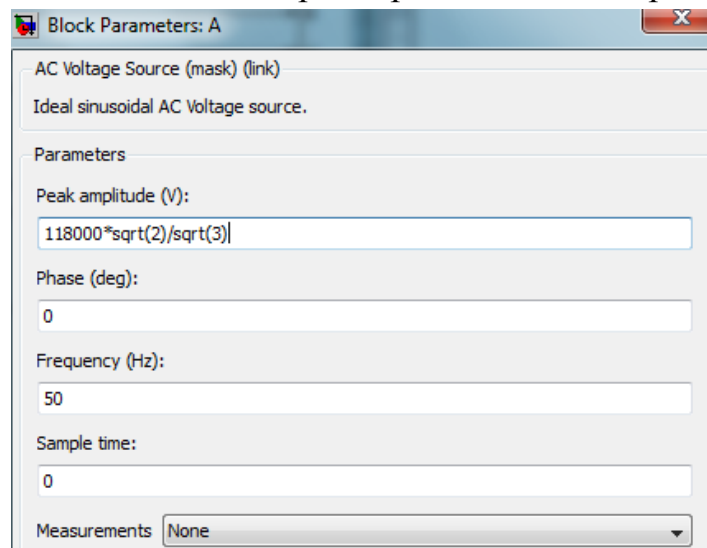 Block Parameters: A
AC Voltage Source (mask) (link)
Ideal sinusoidal AC Voltage source.
Parameters
Peak amplitude (V):
118000*sqrt(2)/sqrt(3)
Phase (deg):
0
Frequency (Hz):
50
Sample time:
0
Measurements None